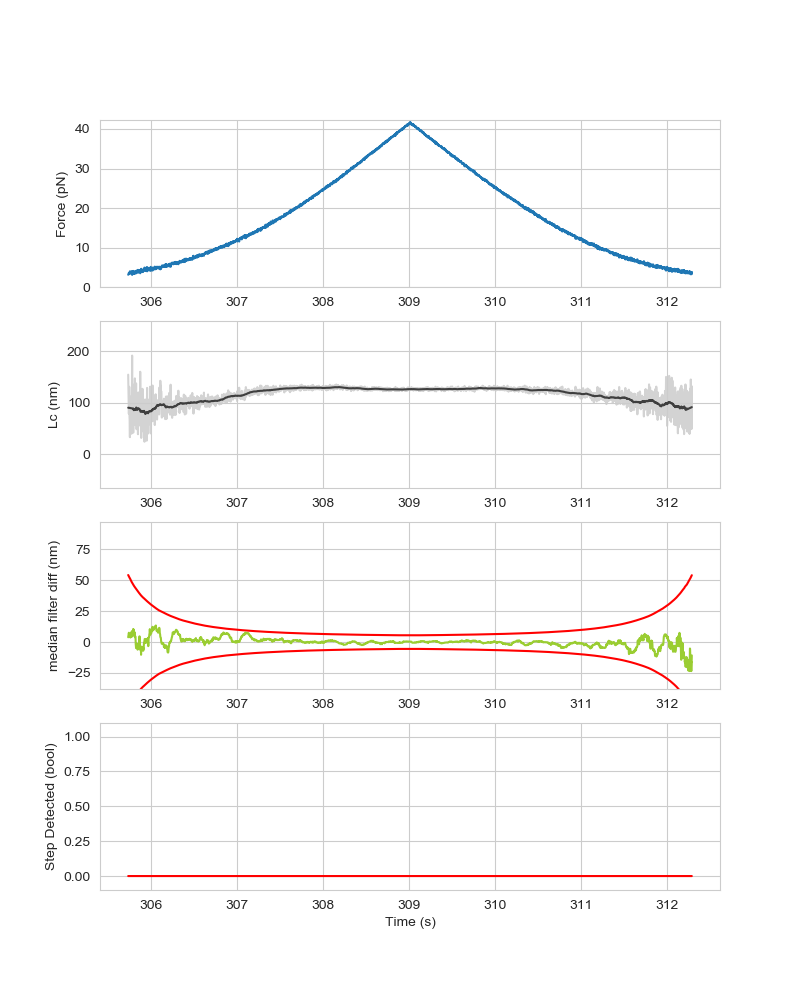 40
30
20
10
0
Force (pN)
306 307 308 309 310 311 312
200
100
0
Lc (nm)
306 307 308 309 310 311 312
75
50
25
0
−25
median filter diff (nm)
306 307 308 309 310 311 312
1.00
0.75
0.50
0.25
0.00
Step Detected (bool)
306 307 308 309 310 311 312
Time (s)